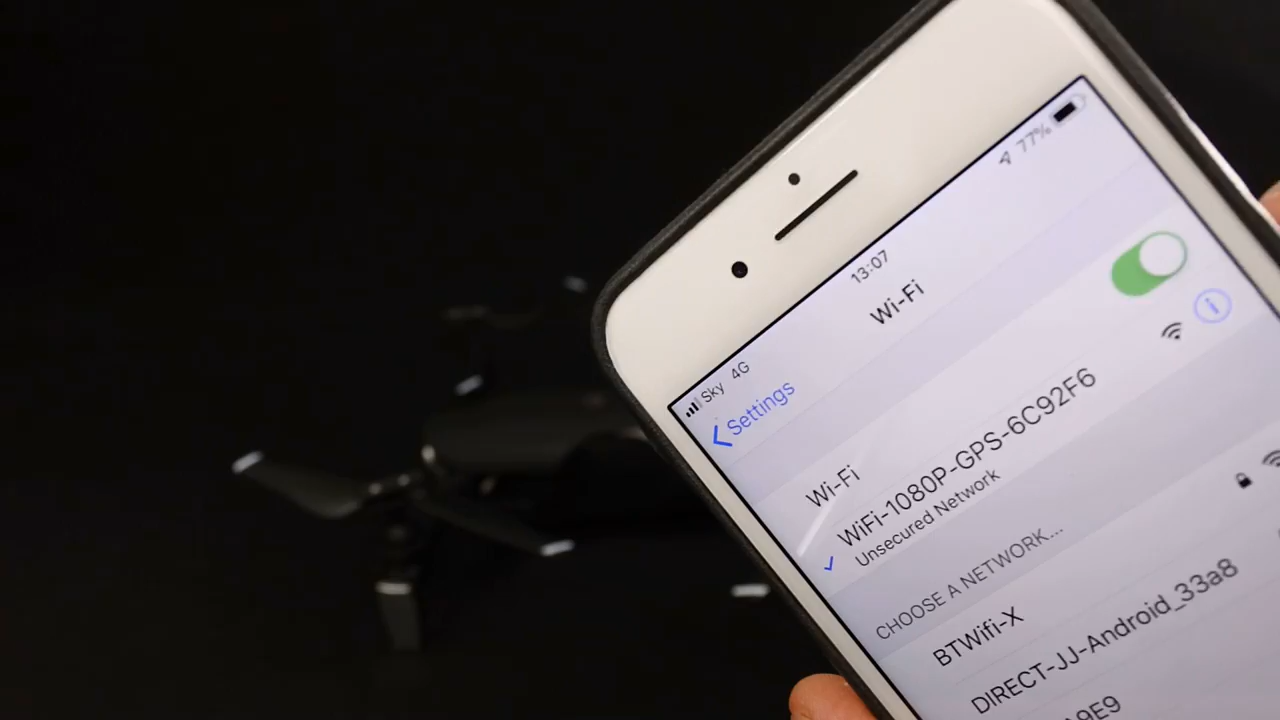 Sky 4G 13:07 77%
Settings Wi-Fi
Wi-Fi
WiFi-1080P-GPS-6C92F6
Unsecured Network
CHOOSE A NETWORK...
BTWifi-X
DIRECT-JJ-Android_33a8